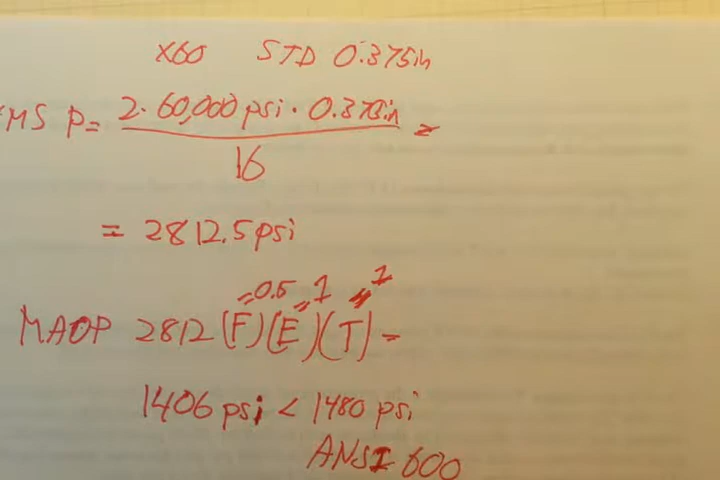 X60 STD 0.375in
MS P= 2·60,000 psi·0.375in =
16
= 2812.5 psi
=0.5 =1 =1
MAOP 2812 (F)(E)(T) =
1406 psi < 1480 psi
ANSI 600